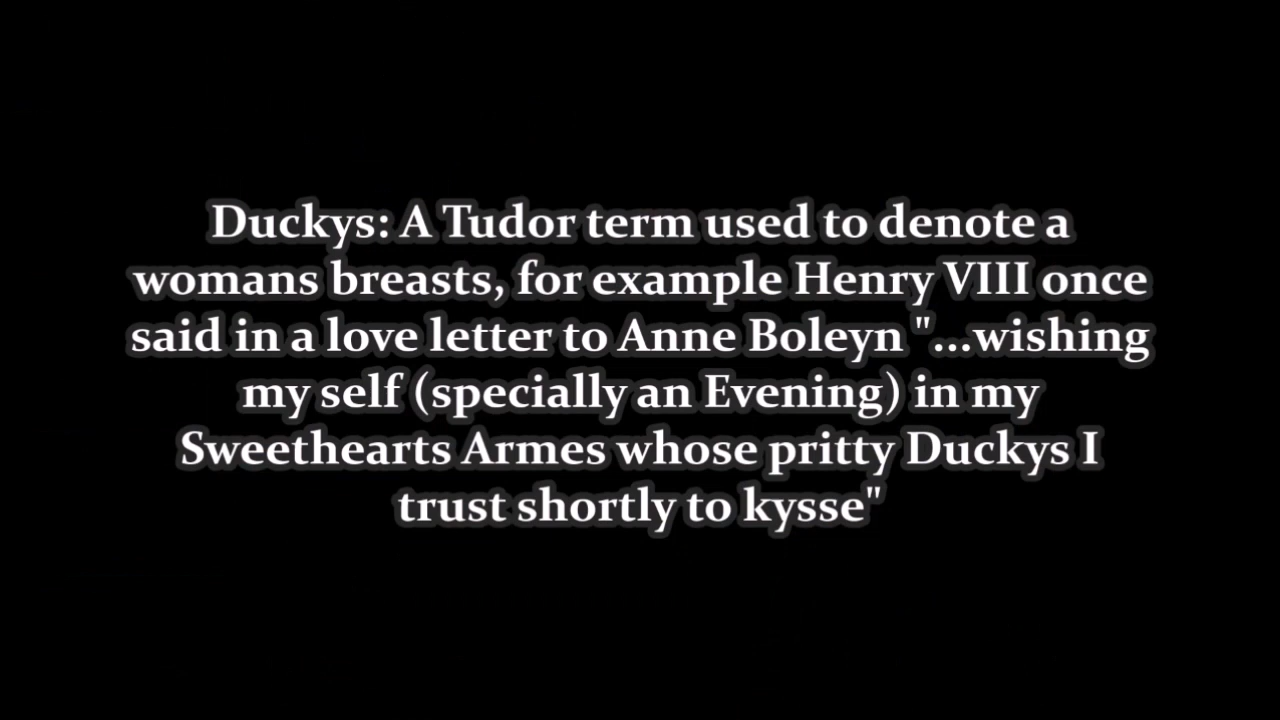 Duckys: A Tudor term used to denote a
womans breasts, for example Henry VIII once
said in a love letter to Anne Boleyn "...wishing
my self (specially an Evening) in my
Sweethearts Armes whose pritty Duckys I
trust shortly to kysse"